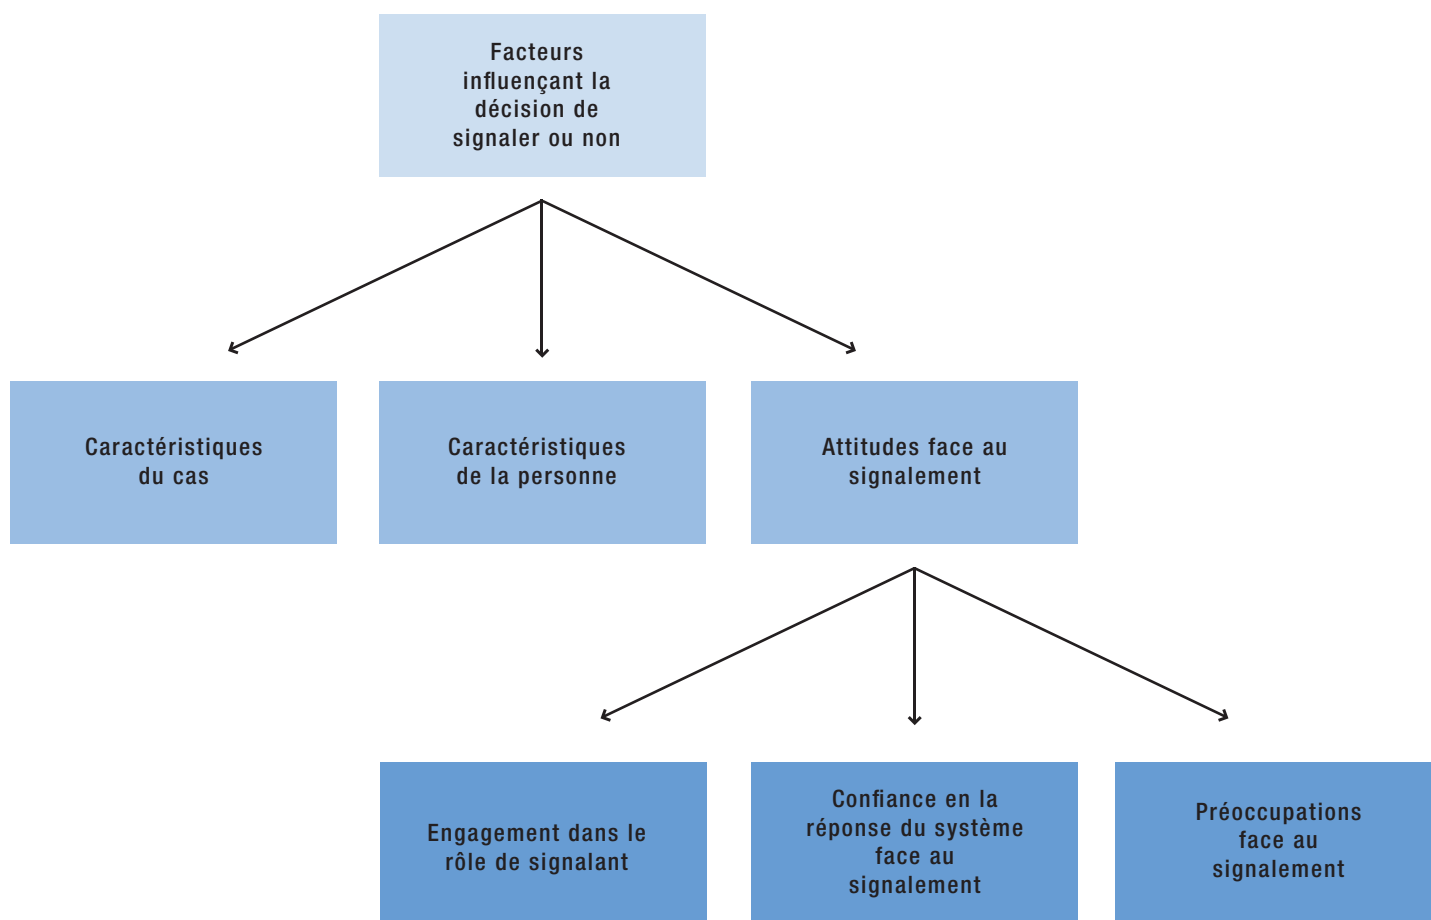 Facteurs
influençant la
décision de
signaler ou non
Caractéristiques
du cas
Caractéristiques
de la personne
Attitudes face au
signalement
Engagement dans le
rôle de signalant
Confiance en la
réponse du système
face au
signalement
Préoccupations
face au
signalement